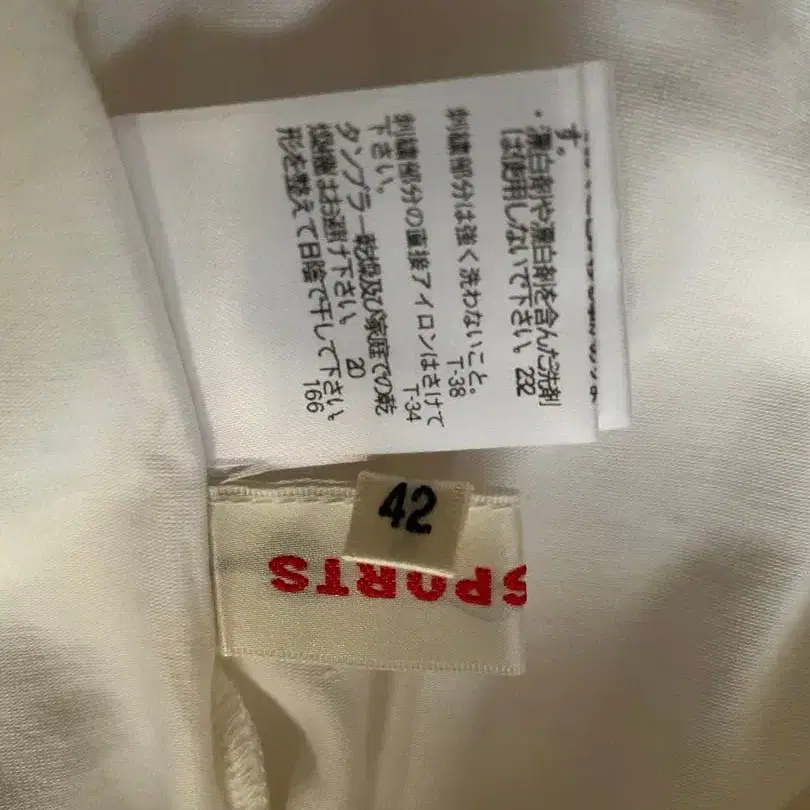 す。
・漂白剤や漂白剤を含んだ洗剤
は使用しないで下さい 232
刺繍部分は強く洗わないこと。
T-38
刺繍部分の直接アイロンはさけて
下さい。 T-34
タンブラー乾燥及び家庭での乾
燥機はお避け下さい 20
形を整えて日陰で干して下さい
166
42
SPORTS